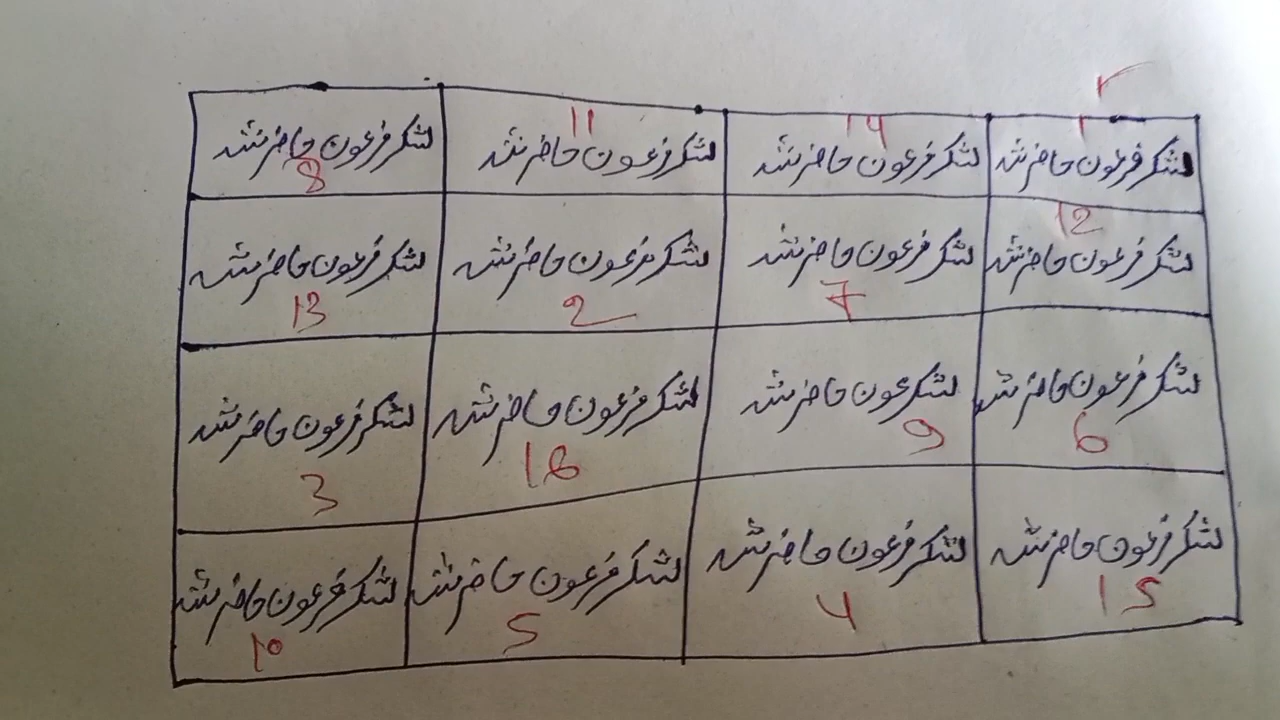 1
لشکر فرعون حاضر شد
14
لشکر فرعون حاضر شد
11
لشکر فرعون حاضر شد
لشکر فرعون حاضر شد
8
12
لشکر فرعون حاضر شد
لشکر فرعون حاضر شد
7
لشکر فرعون حاضر شد
2
لشکر فرعون حاضر شد
13
لشکر فرعون حاضر شد
6
لشکر عون حاضر شد
9
لشکر فرعون حاضر شد
16
لشکر فرعون حاضر شد
3
لشکر فرعون حاضر شد
15
لشکر فرعون حاضر شد
4
لشکر فرعون حاضر شد
5
لشکر فرعون حاضر شد
10